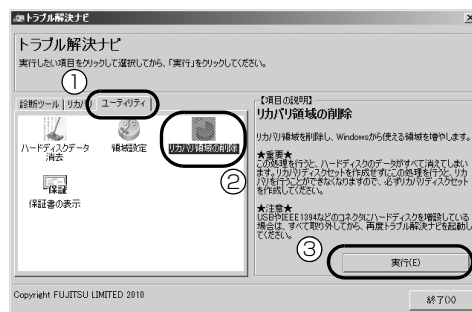 トラブル解決ナビ
トラブル解決ナビ
実行したい項目をクリックして選択してから、「実行」をクリックしてください。
①
診断ツール リカバリ ユーティリティ
ハードディスクデータ消去
領域設定
リカバリ領域の削除
②
保証
保証書の表示
【項目の説明】
リカバリ領域の削除
リカバリ領域を削除し、Windowsから使える領域を増やします。
★重要★
この処理を行うと、ハードディスクのデータがすべて消えてしまい
ます。リカバリディスクセットを作成せずにこの処理を行うと、リカ
バリを行うことができなくなりますので、必ずリカバリディスクセット
を作成してください。
★注意★
USBやIEEE1394などのコネクタにハードディスクを増設している
場合は、すべて取り外してから、再度トラブル解決ナビを起動し
てください。
③
実行(E)
Copyright FUJITSU LIMITED 2010
終了(X)